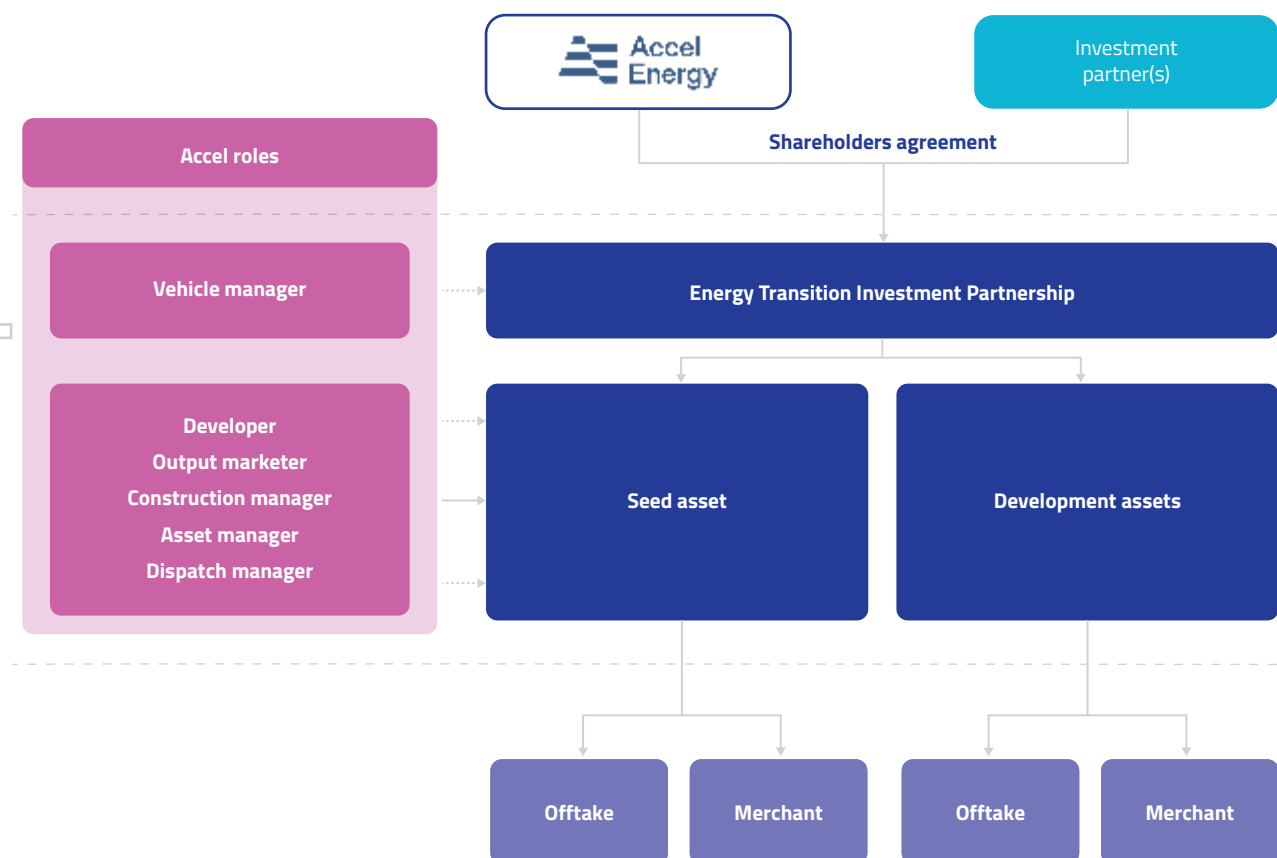 Accel
Energy
Investment
partner(s)
Accel roles
Shareholders agreement
Vehicle manager
Energy Transition Investment Partnership
Developer
Output marketer
Construction manager
Asset manager
Dispatch manager
Seed asset
Development assets
Offtake
Merchant
Offtake
Merchant